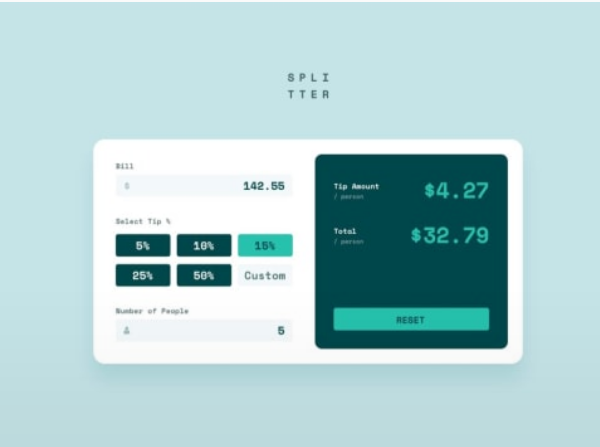 SPLI
TTER
Bill
$ 142.55
Select Tip %
5% 10% 15%
25% 50% Custom
Number of People
5
Tip Amount
/ person
$4.27
Total
/ person
$32.79
RESET